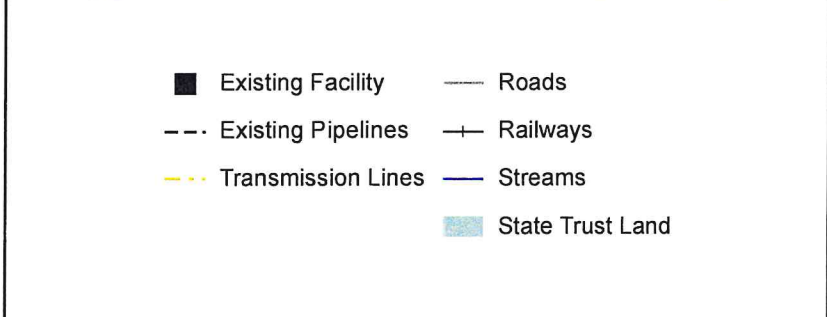 Existing Facility
Existing Pipelines
Transmission Lines
Roads
Railways
Streams
State Trust Land